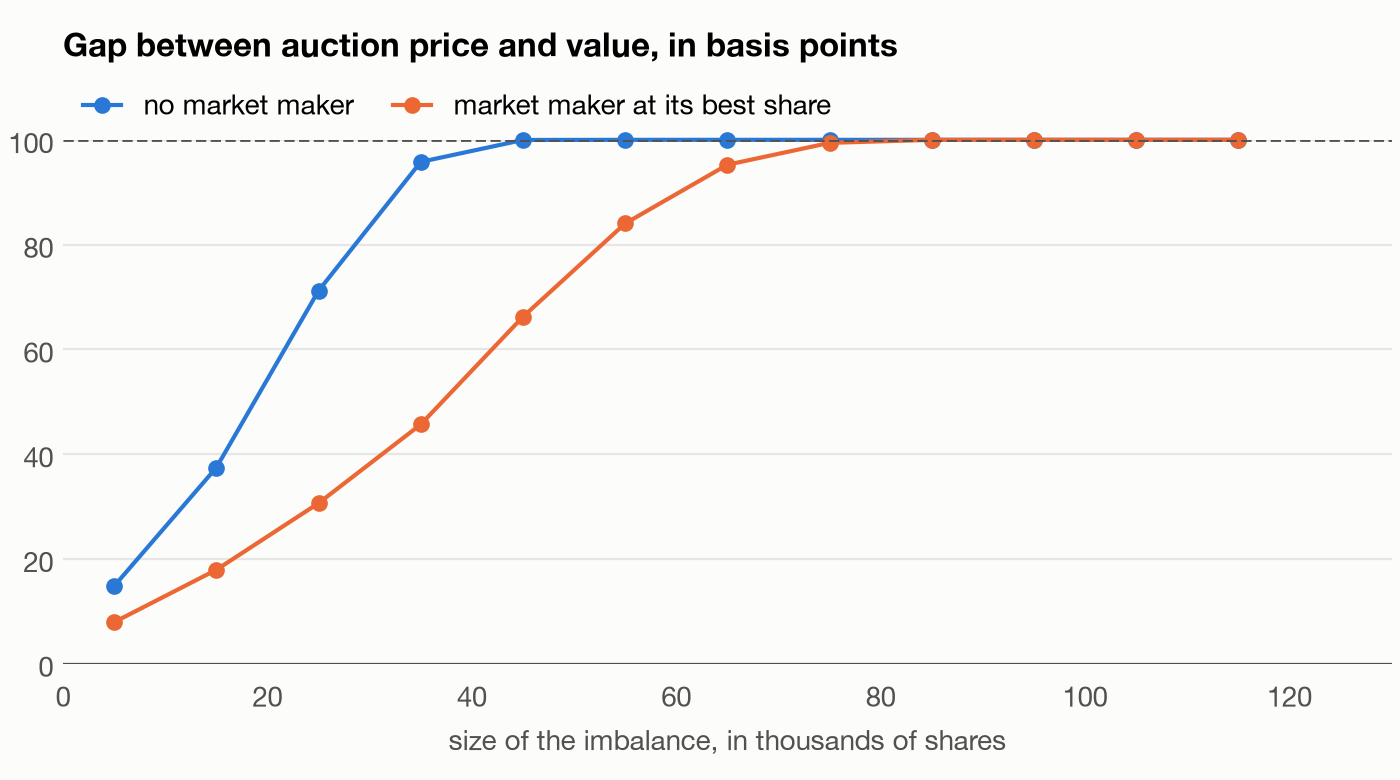 Gap between auction price and value, in basis points
no market maker market maker at its best share
100
80
60
40
20
0
0 20 40 60 80 100 120
size of the imbalance, in thousands of shares